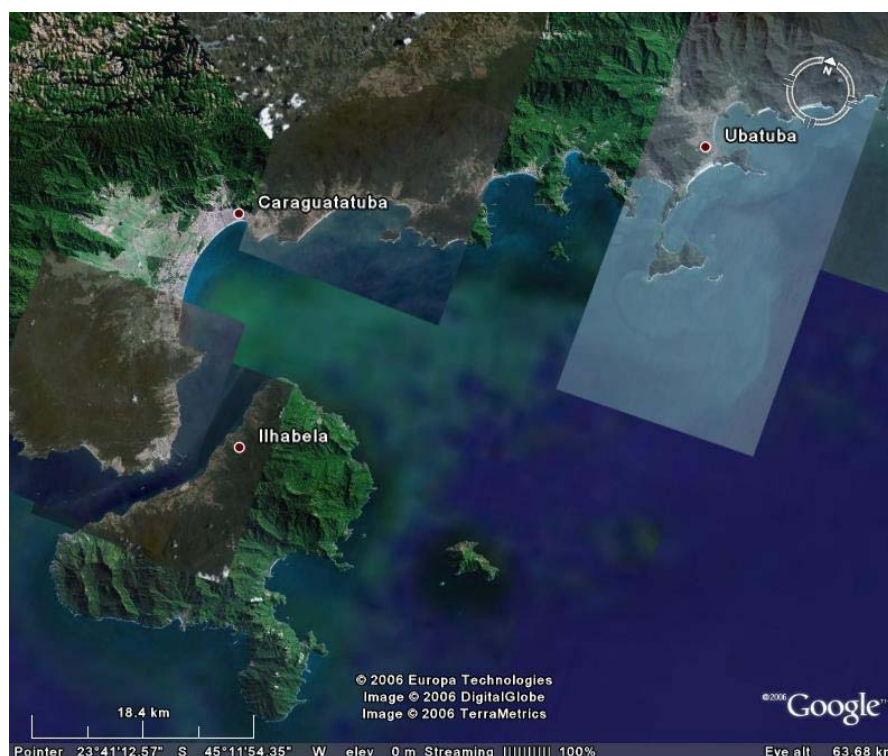 N
Ubatuba
Caraguatatuba
Ilhabela
© 2006 Europa Technologies
Image © 2006 DigitalGlobe
Image © 2006 TerraMetrics
©2006 Google™
18.4 km
Pointer 23°41'12.57" S 45°11'54.35" W elev 0 m Streaming ||||||||| 100% Eye alt 63.68 km